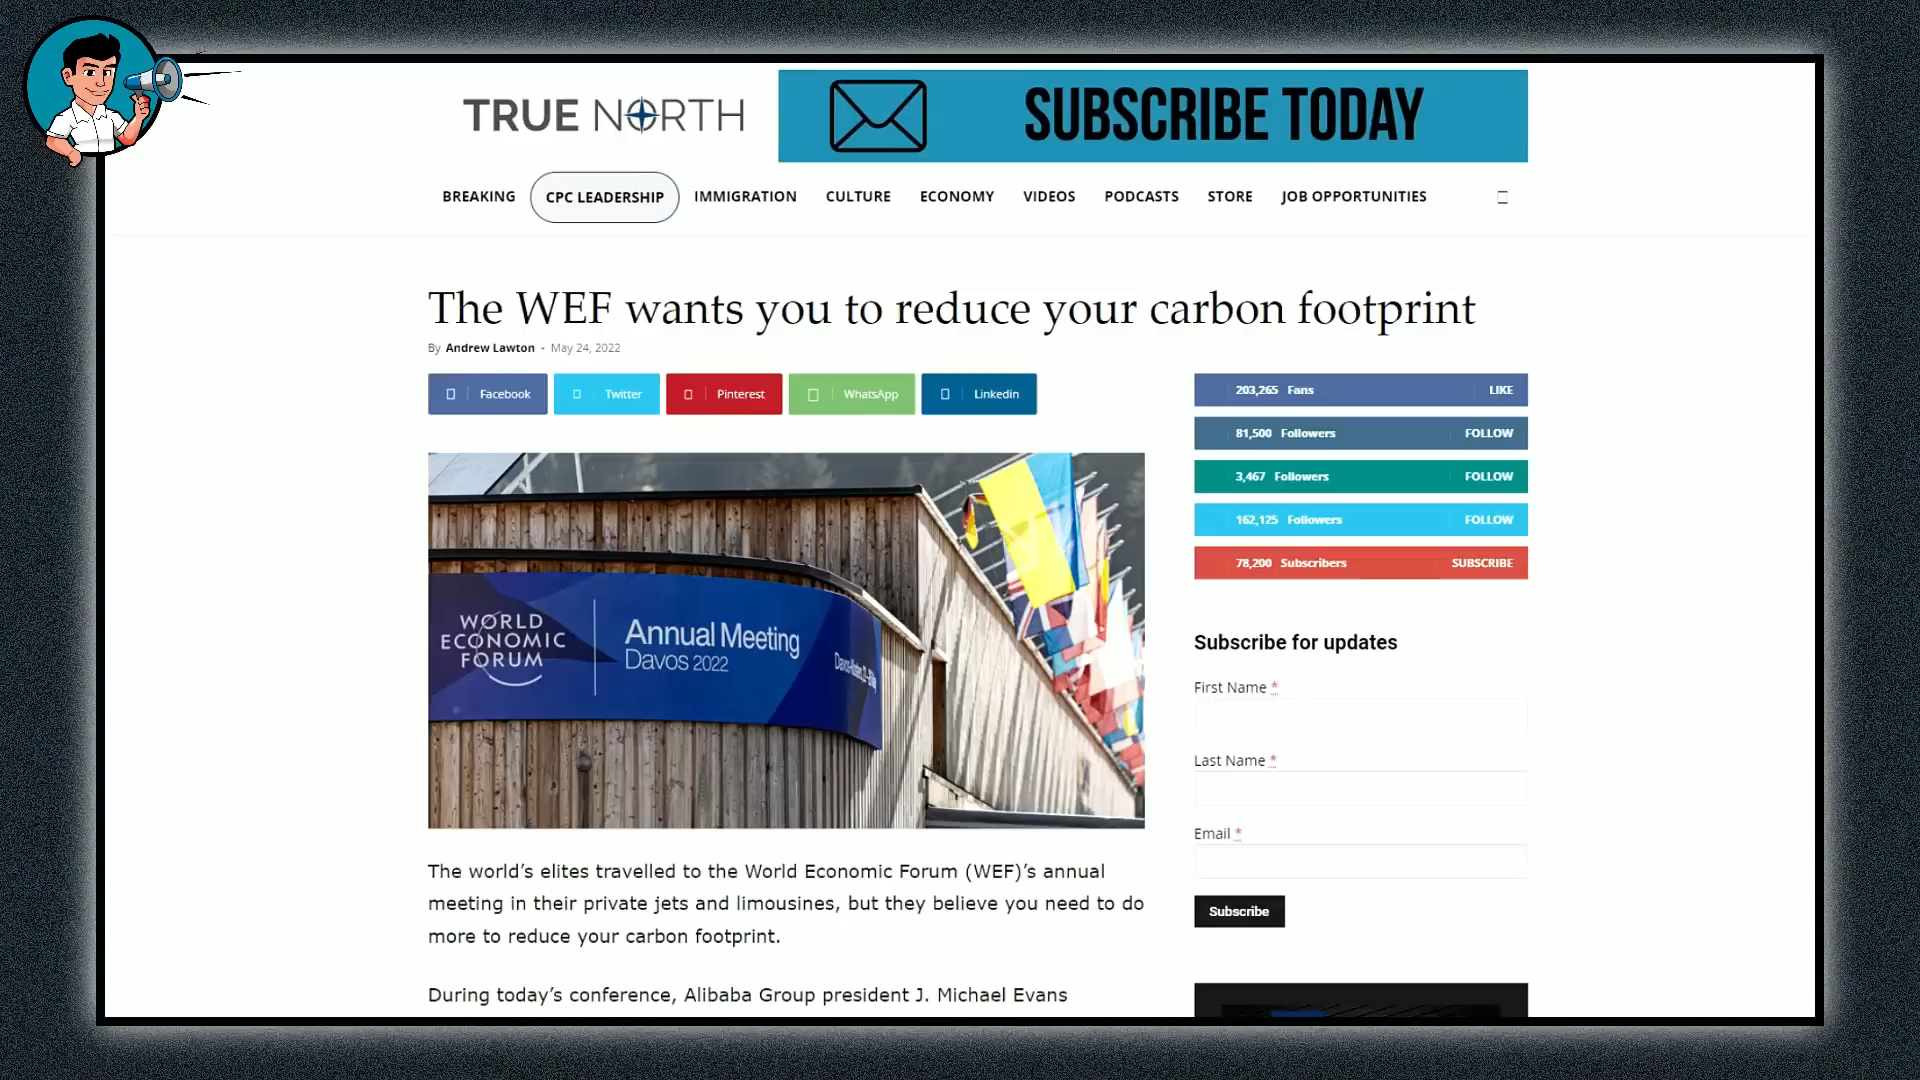 TRUE NORTH
SUBSCRIBE TODAY
BREAKING
CPC LEADERSHIP
IMMIGRATION
CULTURE
ECONOMY
VIDEOS
PODCASTS
STORE
JOB OPPORTUNITIES
The WEF wants you to reduce your carbon footprint
By Andrew Lawton - May 24, 2022
Facebook
Twitter
Pinterest
WhatsApp
Linkedin
203,265 Fans LIKE
81,500 Followers FOLLOW
3,467 Followers FOLLOW
162,125 Followers FOLLOW
78,200 Subscribers SUBSCRIBE
WORLD
ECONOMIC
FORUM
Annual Meeting
Davos 2022
Subscribe for updates
First Name *
Last Name *
Email *
Subscribe
The world’s elites travelled to the World Economic Forum (WEF)’s annual
meeting in their private jets and limousines, but they believe you need to do
more to reduce your carbon footprint.
During today’s conference, Alibaba Group president J. Michael Evans